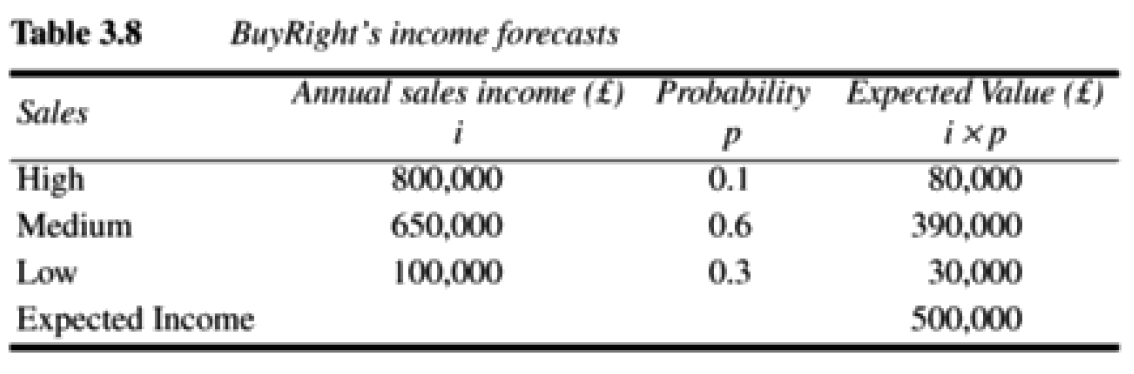 Table 3.8 BuyRight's income forecasts
Sales Annual sales income (£) Probability Expected Value (£)
i p i × p
High 800,000 0.1 80,000
Medium 650,000 0.6 390,000
Low 100,000 0.3 30,000
Expected Income 500,000